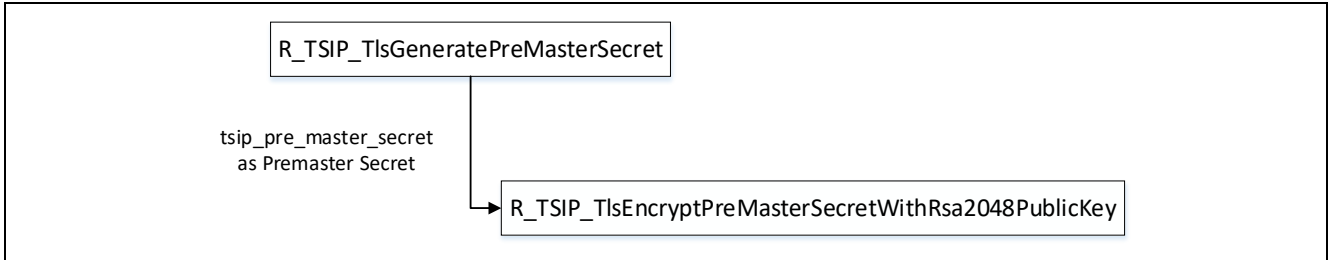 R_TSIP_TlsGeneratePreMasterSecret
tsip_pre_master_secret
as Premaster Secret
R_TSIP_TlsEncryptPreMasterSecretWithRsa2048PublicKey